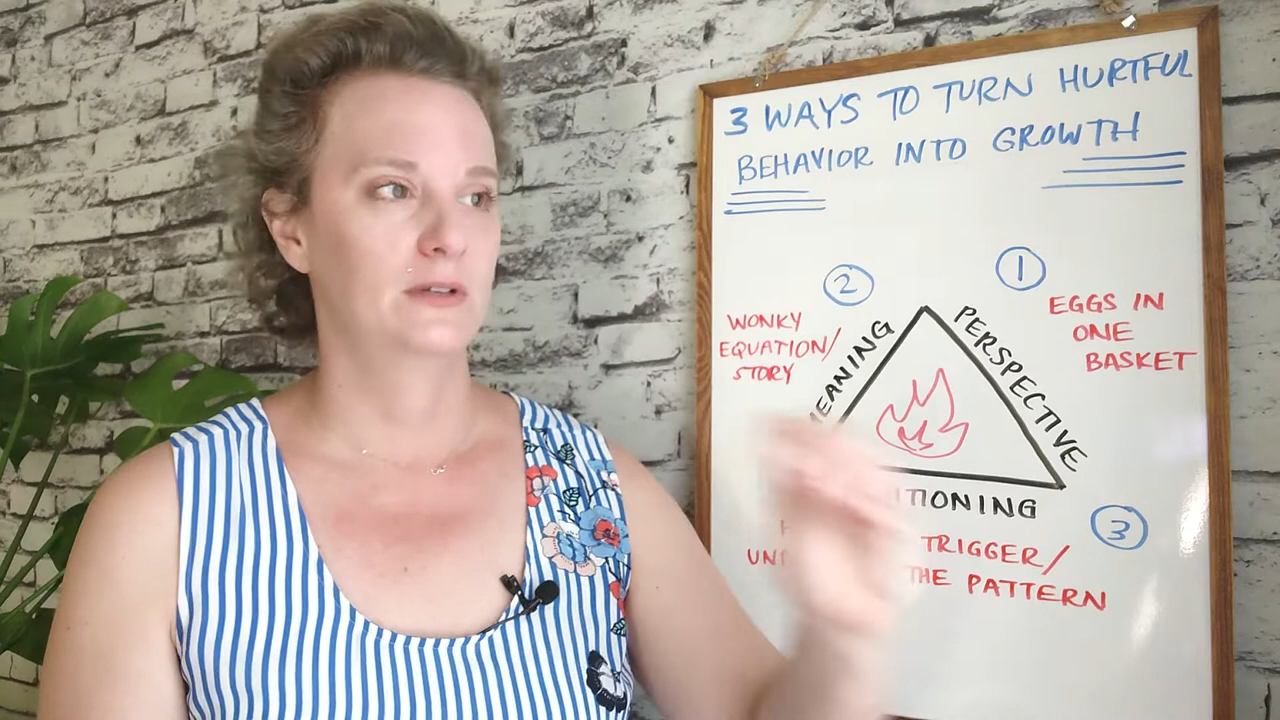 3 WAYS TO TURN HURTFUL
BEHAVIOR INTO GROWTH
1
2
EGGS IN
ONE
BASKET
WONKY
EQUATION/
STORY
PERSPECTIVE
3
TRIGGER/
THE PATTERN